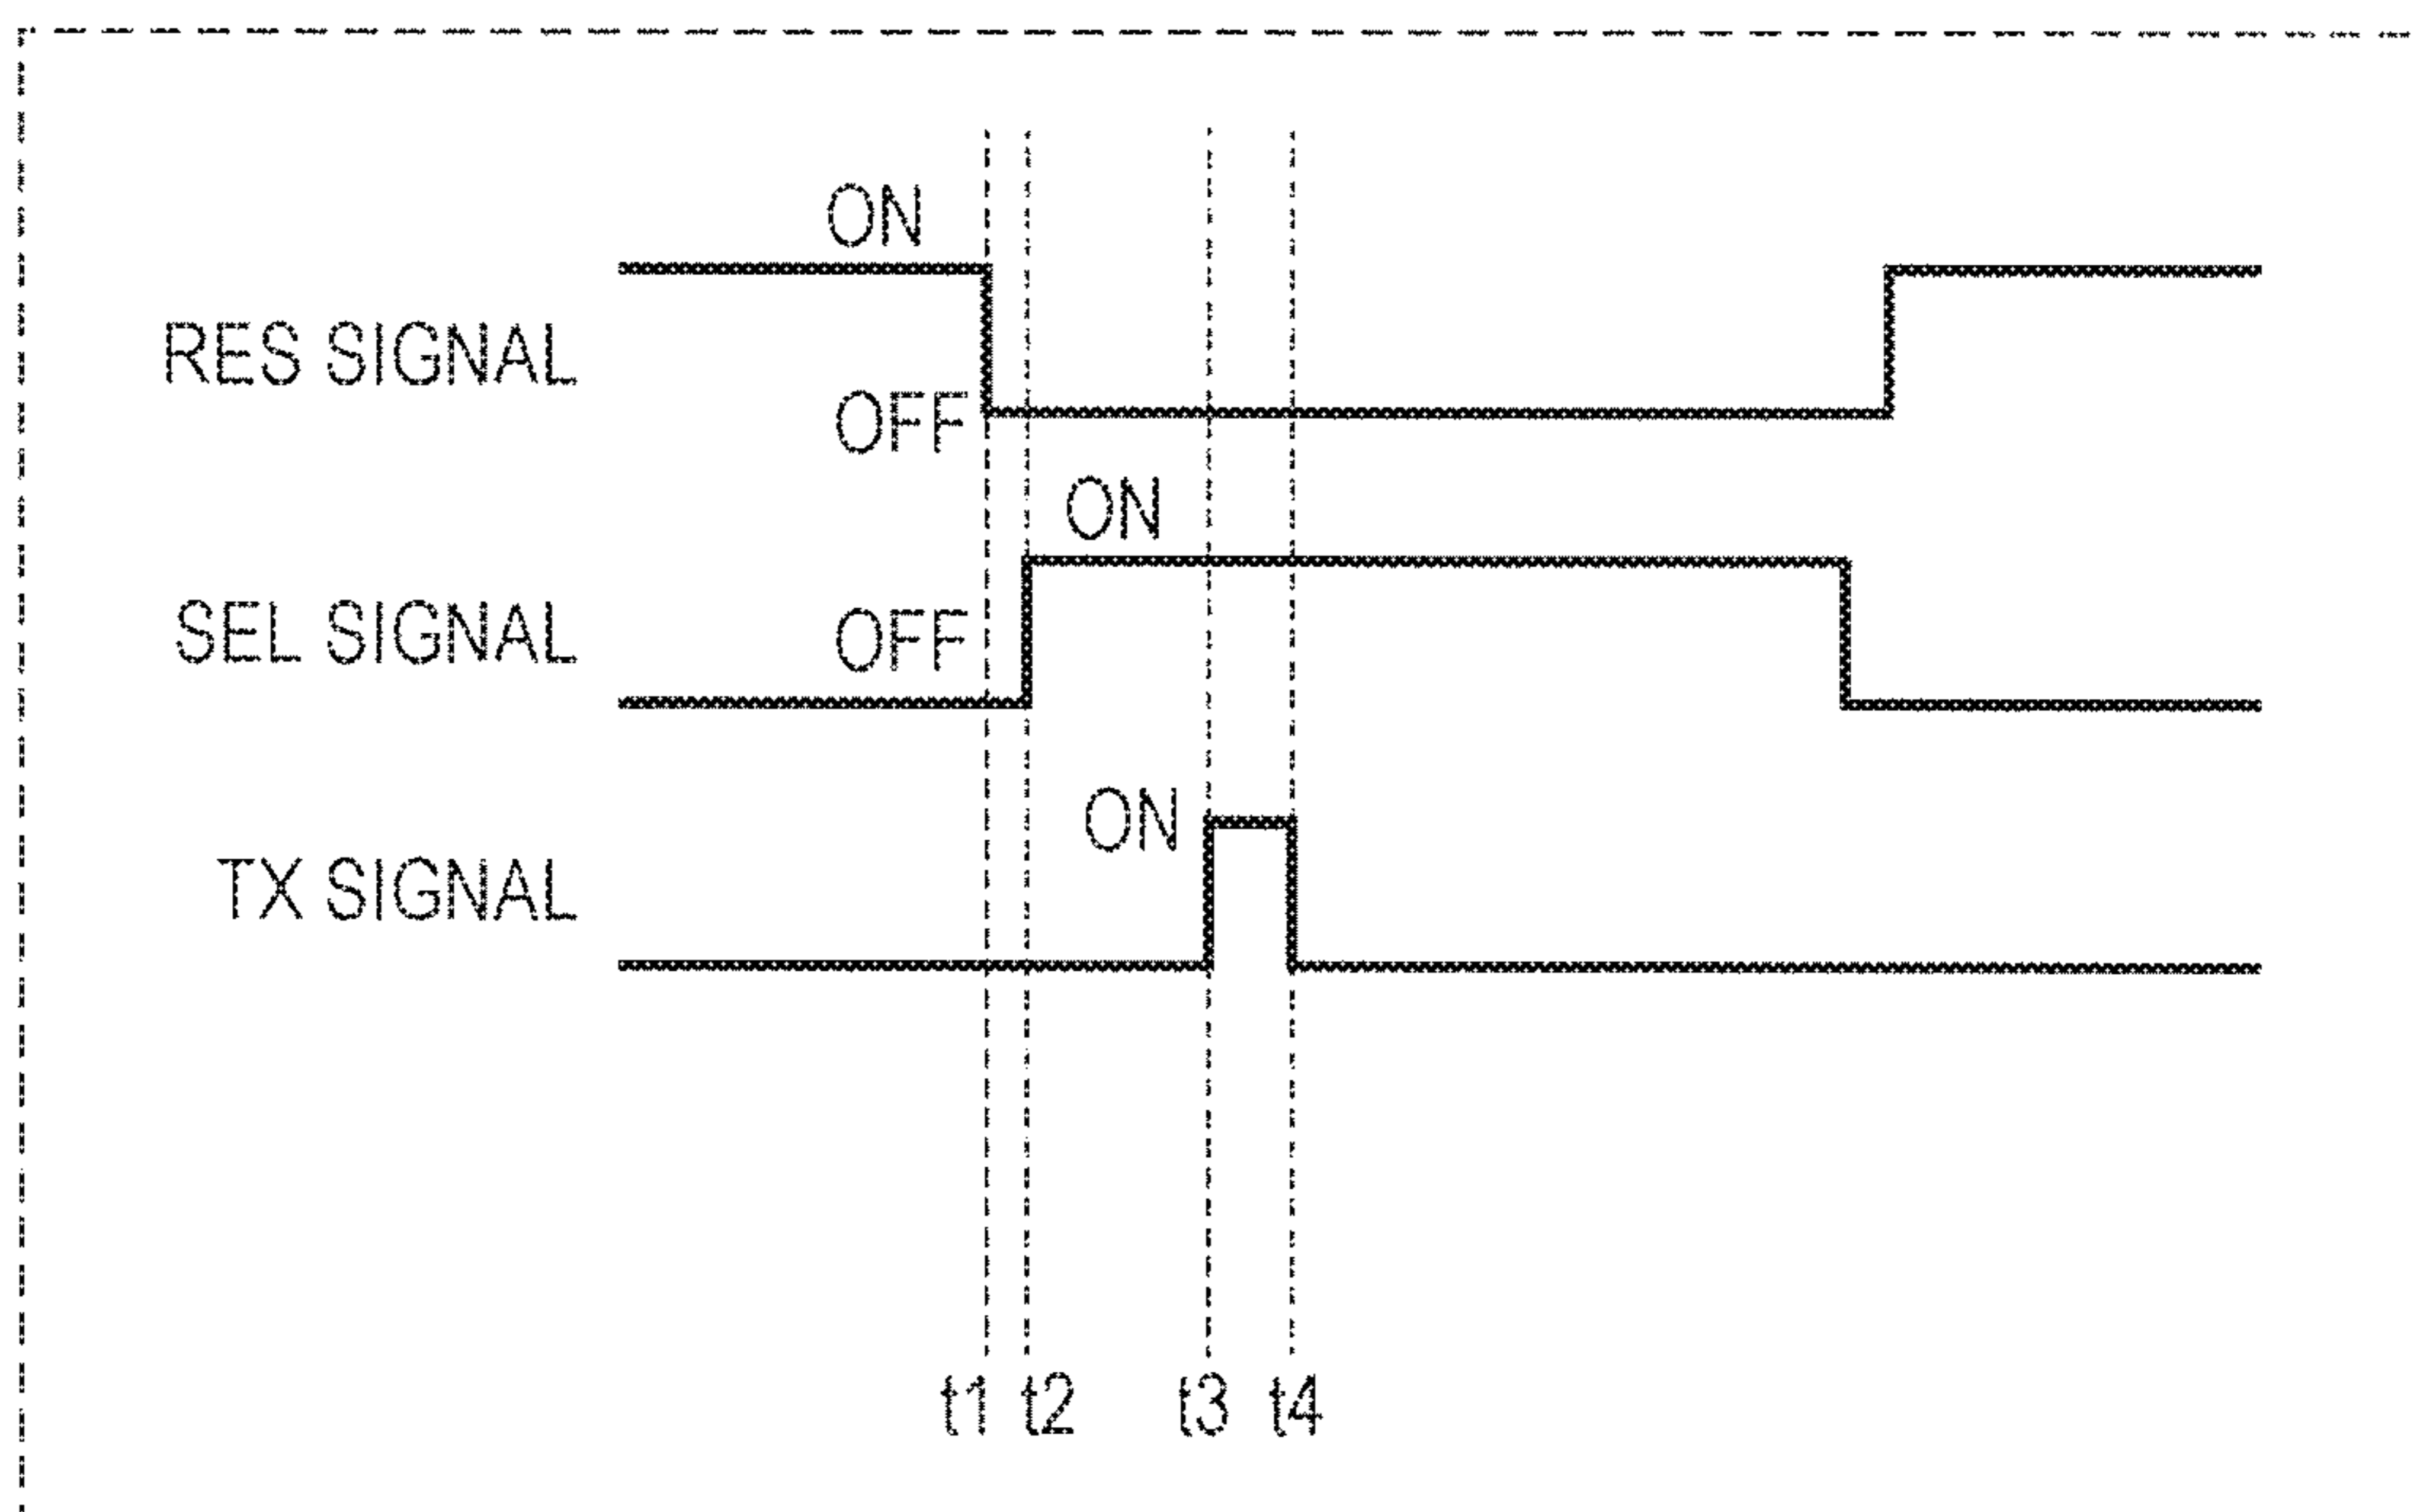 ON
RES SIGNAL
OFF
ON
SEL SIGNAL
OFF
ON
TX SIGNAL
t1 t2 t3 t4